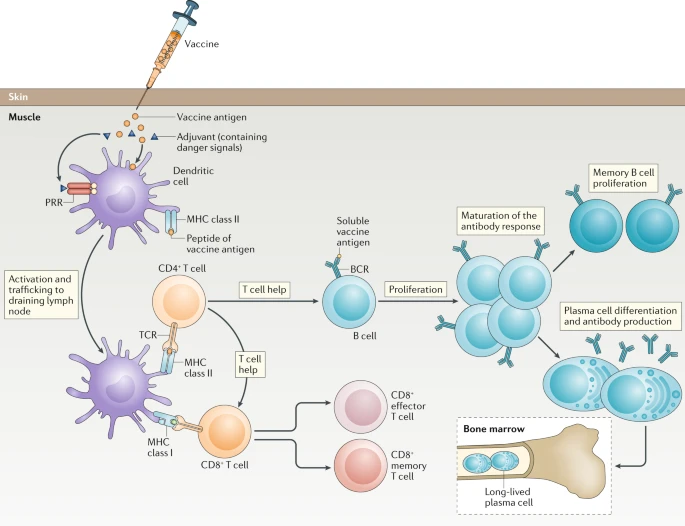 Vaccine
Skin
Muscle
Vaccine antigen
Adjuvant (containing
danger signals)
Dendritic
cell
PRR
MHC class II
Peptide of
vaccine antigen
Activation and
trafficking to
draining lymph
node
CD4⁺ T cell
TCR
MHC
class II
T cell help
T cell
help
MHC
class I
CD8⁺ T cell
Soluble
vaccine
antigen
BCR
B cell
Proliferation
Maturation of the
antibody response
Memory B cell
proliferation
Plasma cell differentiation
and antibody production
CD8⁺
effector
T cell
CD8⁺
memory
T cell
Bone marrow
Long-lived
plasma cell